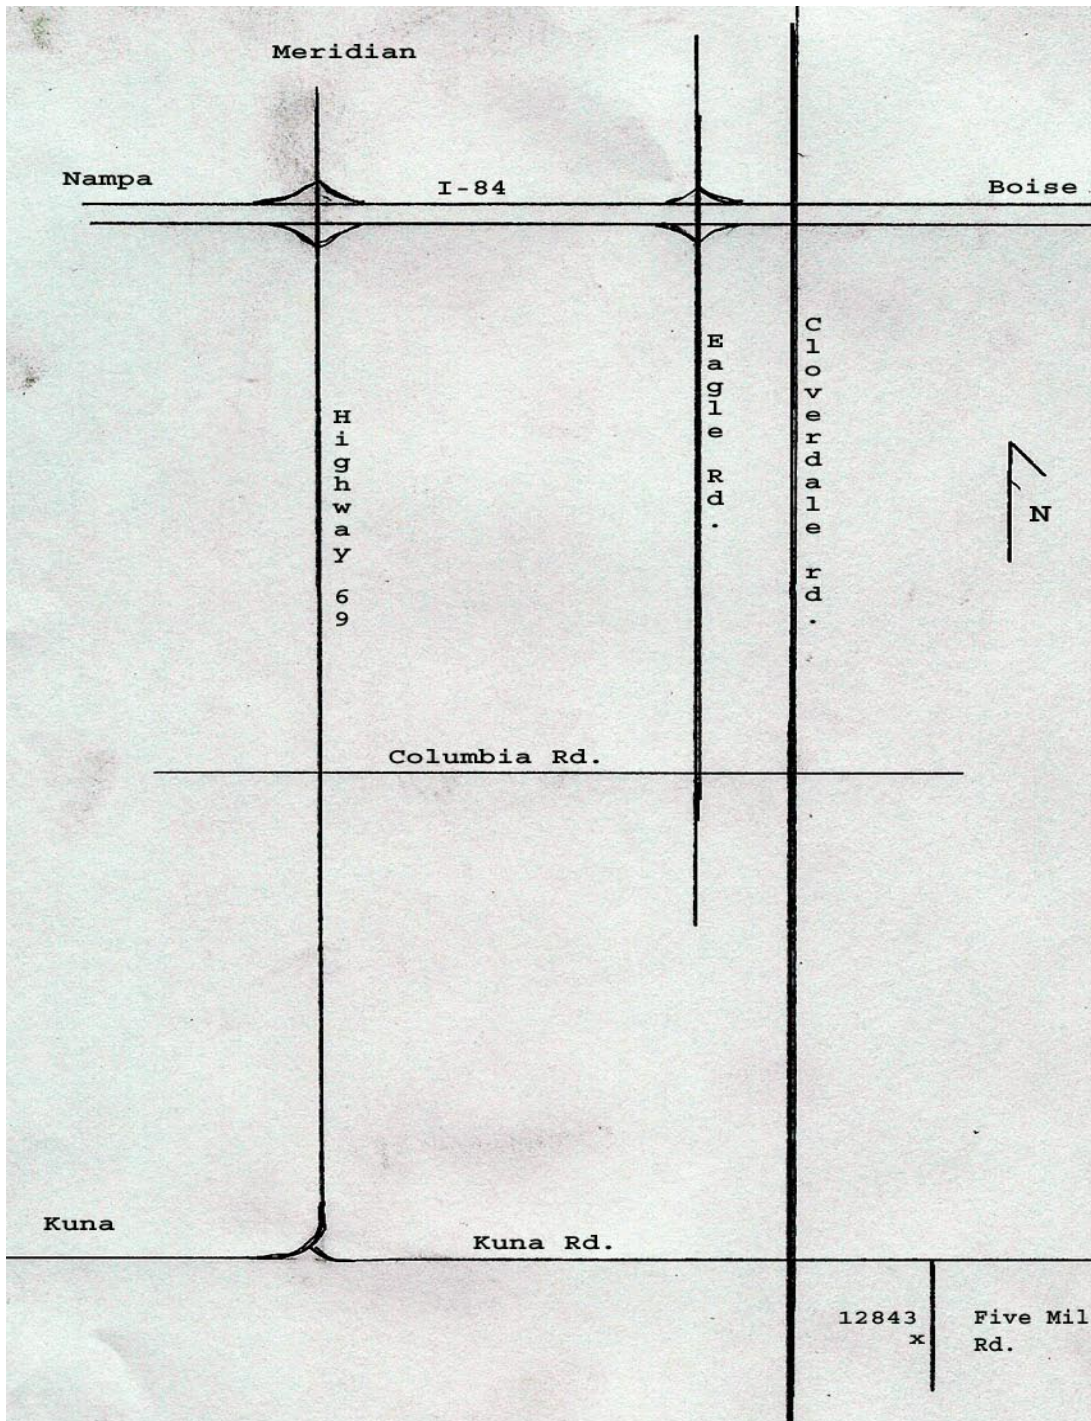 Meridian
Nampa
I-84
Boise
Cloverdale rd.
Eagle Rd.
Highway 69
N
Columbia Rd.
Kuna
Kuna Rd.
12843
x
Five Mil
Rd.